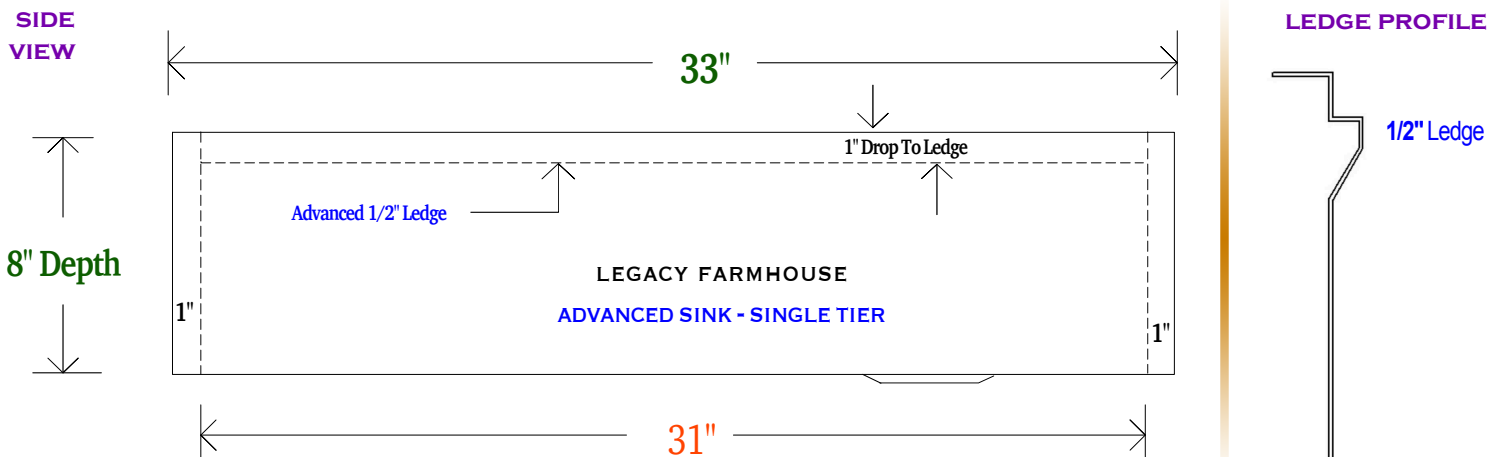 SIDE
VIEW
33"
LEDGE PROFILE
1/2" Ledge
1" Drop To Ledge
Advanced 1/2" Ledge
8" Depth
LEGACY FARMHOUSE
ADVANCED SINK - SINGLE TIER
1"
1"
31"